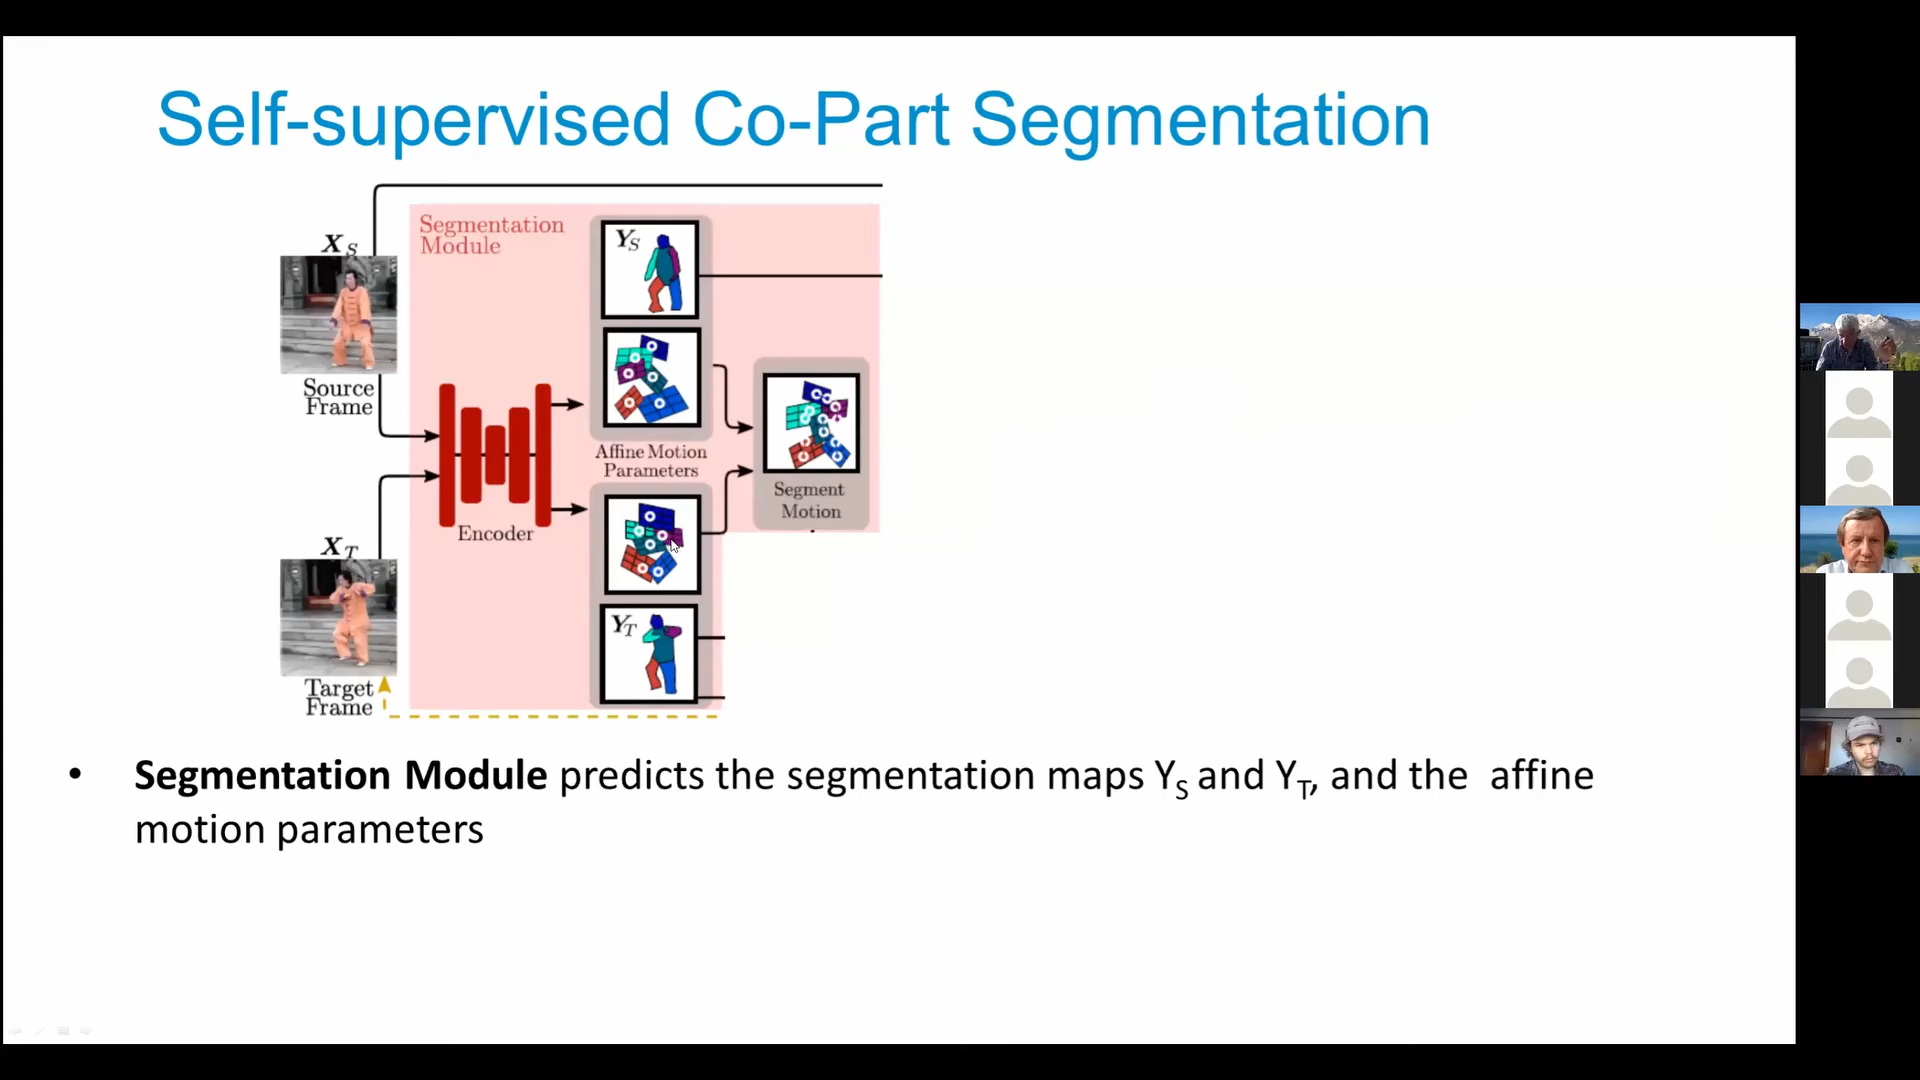 Self-supervised Co-Part Segmentation
Segmentation
Module
X_S
Y_S
Source
Frame
Affine Motion
Parameters
Segment
Motion
Encoder
X_T
Y_T
Target
Frame
• Segmentation Module predicts the segmentation maps Y_S and Y_T, and the affine
motion parameters